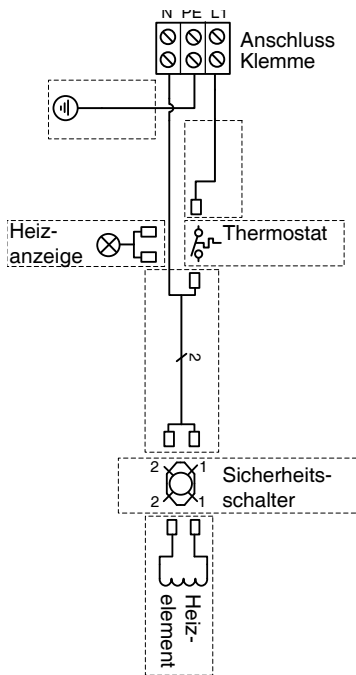 N PE L1
Anschluss
Klemme
Heiz-
anzeige
Thermostat
2
2 1
2 1
Sicherheits-
schalter
Heiz-
element